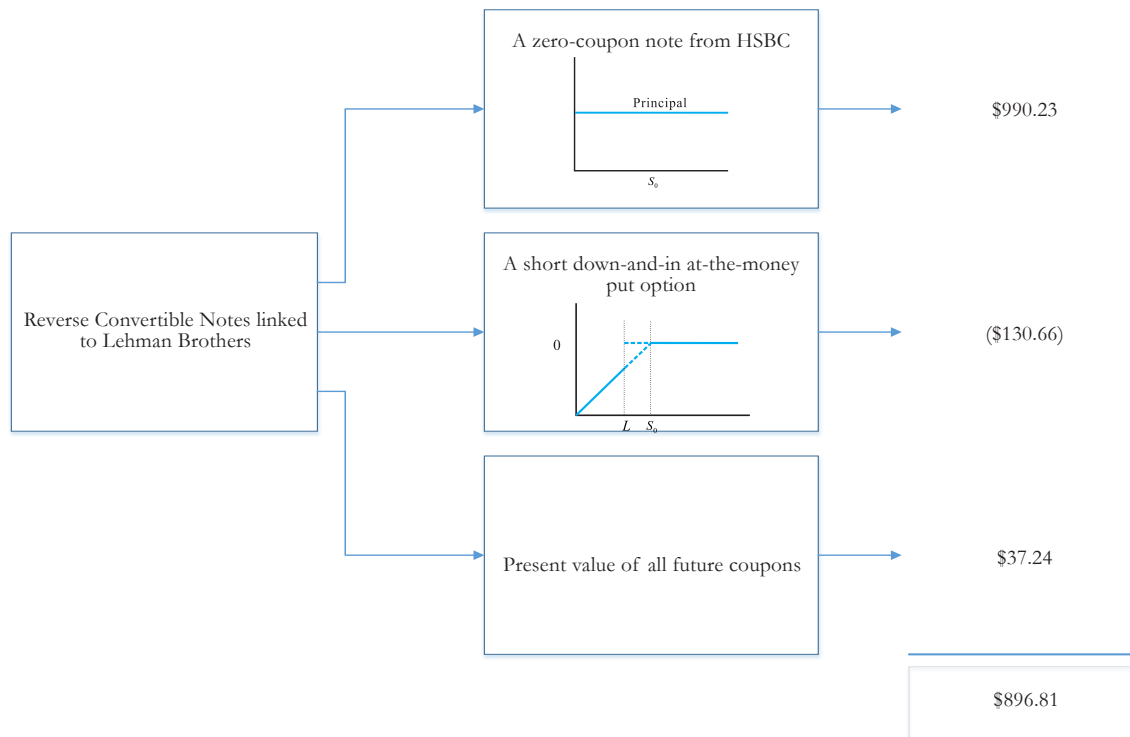 A zero-coupon note from HSBC
Principal
S₀
$990.23
Reverse Convertible Notes linked
to Lehman Brothers
A short down-and-in at-the-money
put option
0
L S₀
($130.66)
Present value of all future coupons
$37.24
$896.81